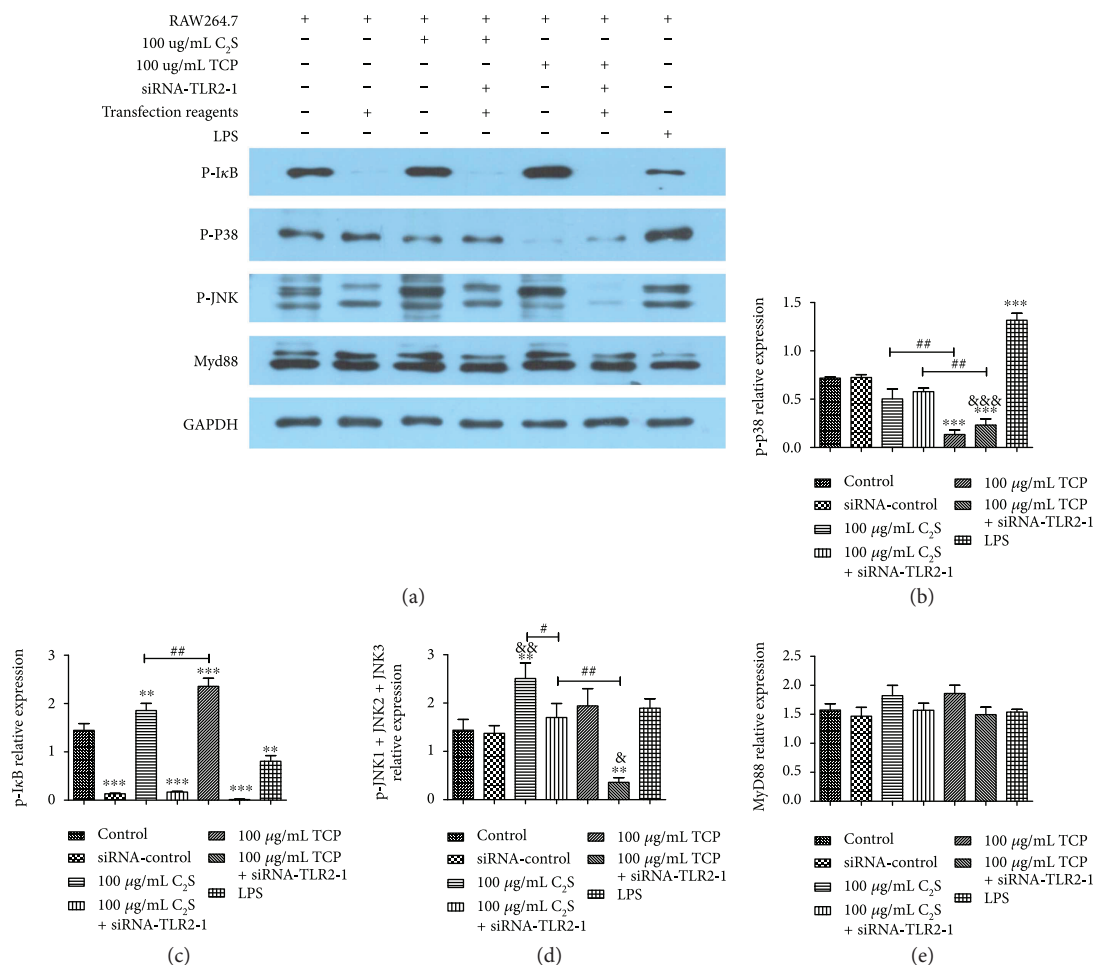 RAW264.7 + + + + + + +
100 ug/mL C₂S – – + + – – –
100 ug/mL TCP – – – – + + –
siRNA-TLR2-1 – – – + – + –
Transfection reagents – + – + – + –
LPS – – – – – – +
P-IκB
P-P38
P-JNK
Myd88
GAPDH
(a)
p-p38 relative expression
1.5
1.0
0.5
0.0
##
##
***
&&&
***
***
Control
siRNA-control
100 μg/mL C₂S
100 μg/mL C₂S
+ siRNA-TLR2-1
100 μg/mL TCP
100 μg/mL TCP
+ siRNA-TLR2-1
LPS
(b)
p-IκB relative expression
3
2
1
0
##
***
**
***
***
***
**
Control
siRNA-control
100 μg/mL C₂S
100 μg/mL C₂S
+ siRNA-TLR2-1
100 μg/mL TCP
100 μg/mL TCP
+ siRNA-TLR2-1
LPS
(c)
p-JNK1 + JNK2 + JNK3
relative expression
3
2
1
0
#
&&
**
##
&
**
Control
siRNA-control
100 μg/mL C₂S
100 μg/mL C₂S
+ siRNA-TLR2-1
100 μg/mL TCP
100 μg/mL TCP
+ siRNA-TLR2-1
LPS
(d)
MyD88 relative expression
2.5
2.0
1.5
1.0
0.5
0.0
Control
siRNA-control
100 μg/mL C₂S
100 μg/mL C₂S
+ siRNA-TLR2-1
100 μg/mL TCP
100 μg/mL TCP
+ siRNA-TLR2-1
LPS
(e)